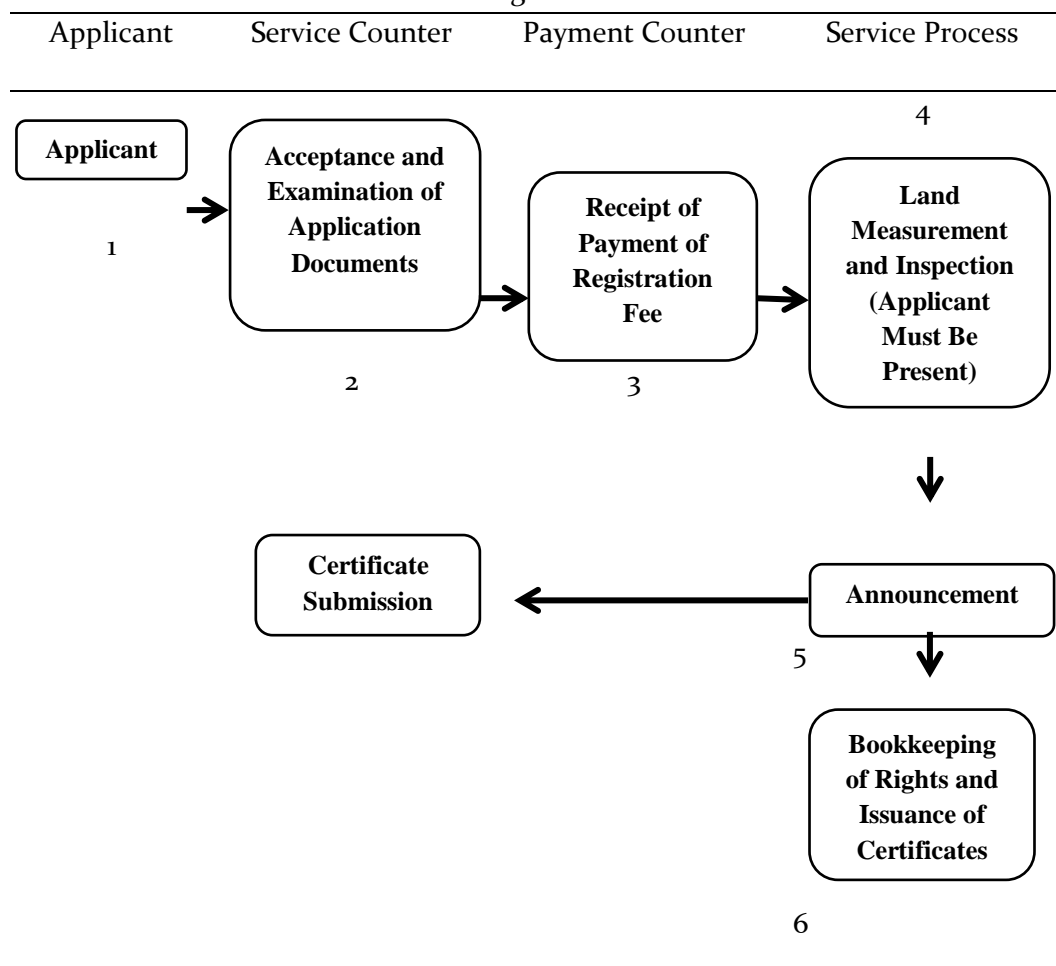 Applicant Service Counter Payment Counter Service Process
4
Applicant
1
Acceptance and
Examination of
Application
Documents
2
Receipt of
Payment of
Registration
Fee
3
Land
Measurement
and Inspection
(Applicant
Must Be
Present)
Certificate
Submission
Announcement
5
Bookkeeping
of Rights and
Issuance of
Certificates
6